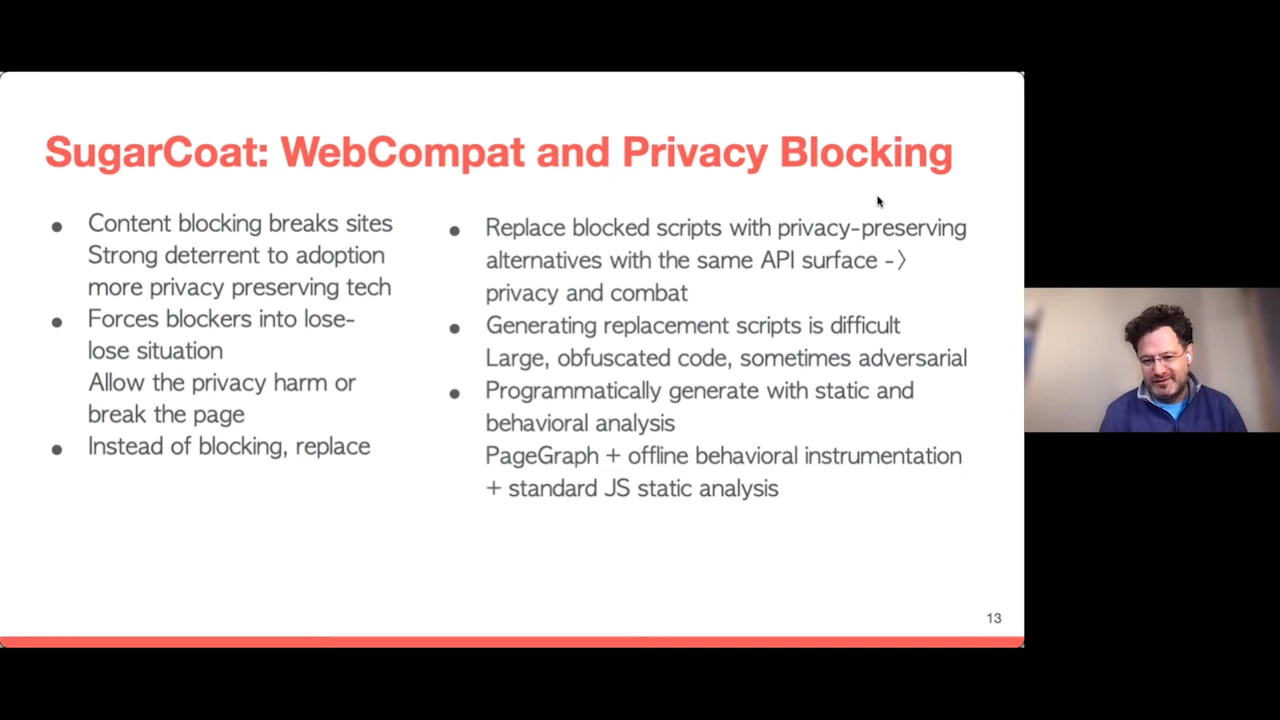 SugarCoat: WebCompat and Privacy Blocking
● Content blocking breaks sites
Strong deterrent to adoption
more privacy preserving tech
● Forces blockers into lose-
lose situation
Allow the privacy harm or
break the page
● Instead of blocking, replace
● Replace blocked scripts with privacy-preserving
alternatives with the same API surface -〉
privacy and combat
● Generating replacement scripts is difficult
Large, obfuscated code, sometimes adversarial
● Programmatically generate with static and
behavioral analysis
PageGraph + offline behavioral instrumentation
+ standard JS static analysis
13